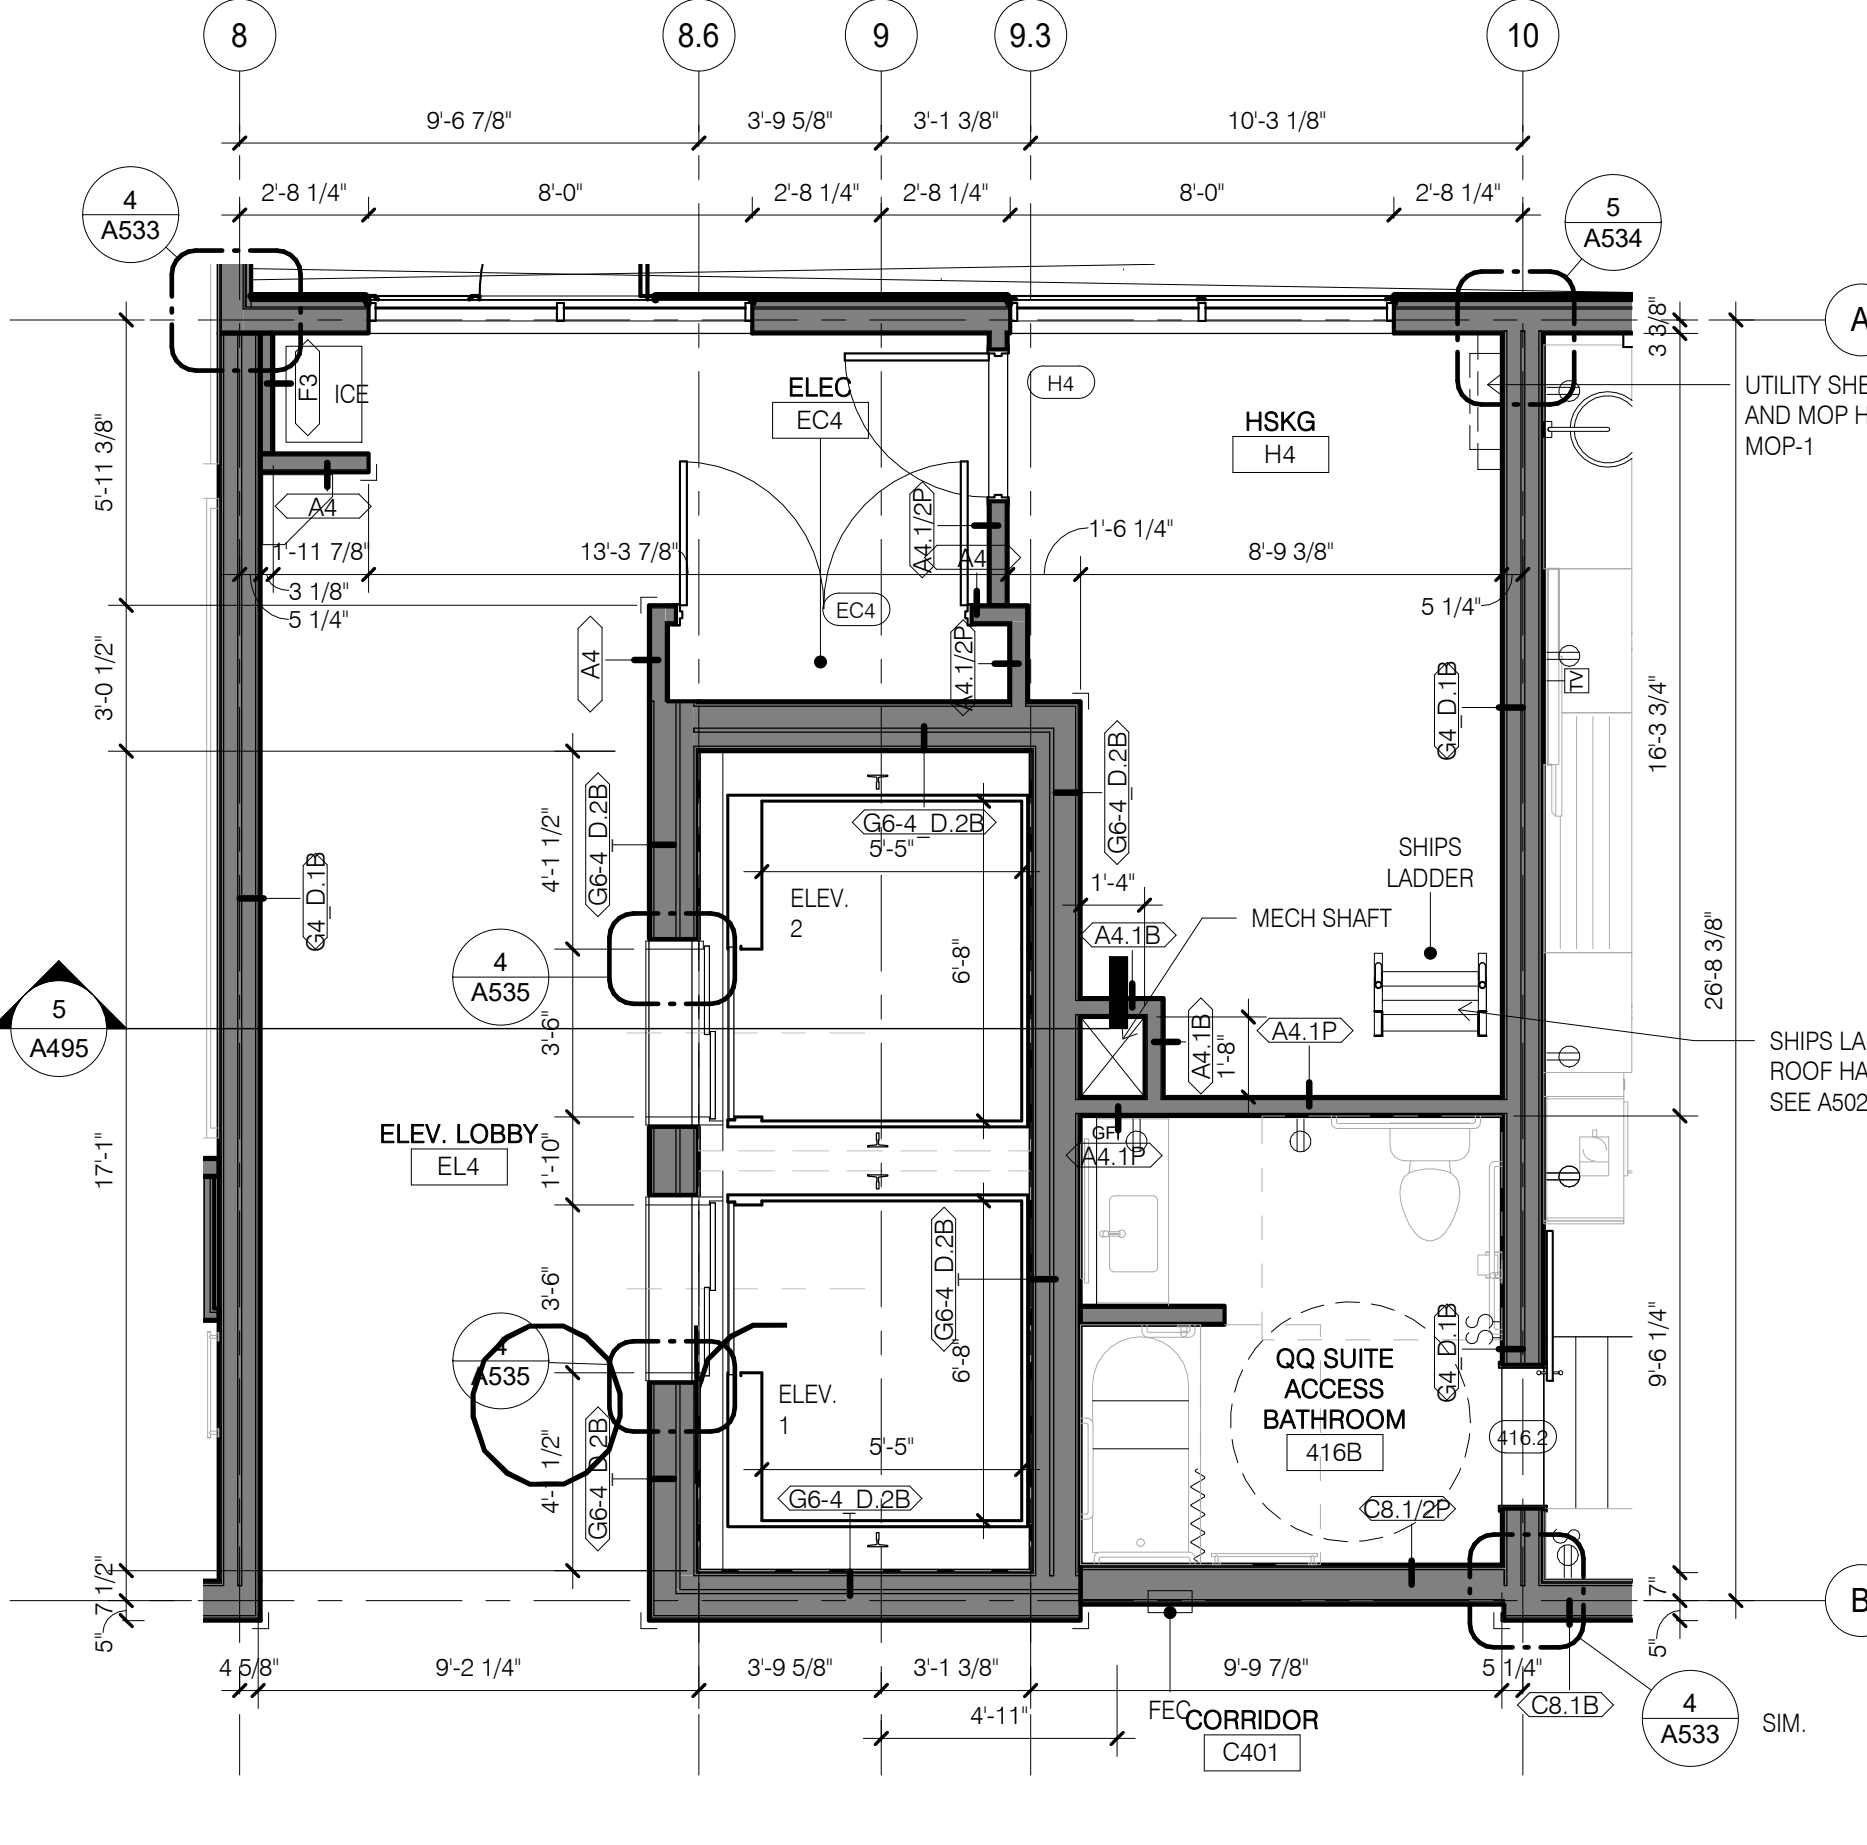 8 8.6 9 9.3 10
9'-6 7/8" 3'-9 5/8" 3'-1 3/8" 10'-3 1/8"
2'-8 1/4" 8'-0" 2'-8 1/4" 2'-8 1/4" 8'-0" 2'-8 1/4"
4
A533
5
A534
A
3 3/8"
F3
ICE
ELEC
EC4
H4
HSKG
H4
UTILITY SHE
AND MOP H
MOP-1
5'-11 3/8"
A4
A4.1/2P
A4
1'-6 1/4"
1'-11 7/8" 13'-3 7/8" 8'-9 3/8"
3 1/8"
5 1/4"
EC4
5 1/4"
3'-0 1/2"
A4
A4.1/2P
G4_D.1B
TV
16'-3 3/4"
4'-1 1/2"
G6-4_D.2B
G6-4_D.2B
G6-4_D.2B
5'-5"
ELEV.
2
SHIPS
LADDER
1'-4"
G4_D.1B
A4.1B
MECH SHAFT
4
A535
6'-8"
26'-8 3/8"
5
A495
3'-6"
A4.1B
1'-8"
A4.1P
SHIPS LA
ROOF HA
SEE A502
17'-1"
ELEV. LOBBY
EL4
1'-10"
GF
A4.1P
3'-6"
G6-4_D.2B
6'-8"
4
A535
ELEV.
1
QQ SUITE
ACCESS
BATHROOM
416B
G4_D.1B
9'-6 1/4"
416.2
5'-5"
4'-1 1/2"
G6-4_D.2B
G6-4_D.2B
C8.1/2P
7 1/2"
5"
7"
5"
B
4 5/8" 9'-2 1/4" 3'-9 5/8" 3'-1 3/8" 9'-9 7/8" 5 1/4"
4'-11"
FEC
CORRIDOR
C401
C8.1B
4
A533
SIM.